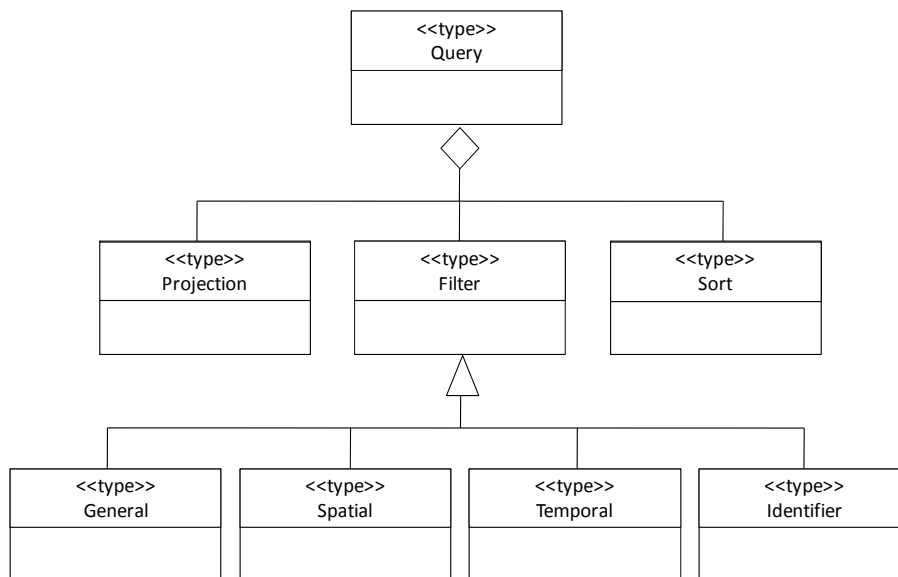 <<type>>
Query
<<type>>
Projection
<<type>>
Filter
<<type>>
Sort
<<type>>
General
<<type>>
Spatial
<<type>>
Temporal
<<type>>
Identifier